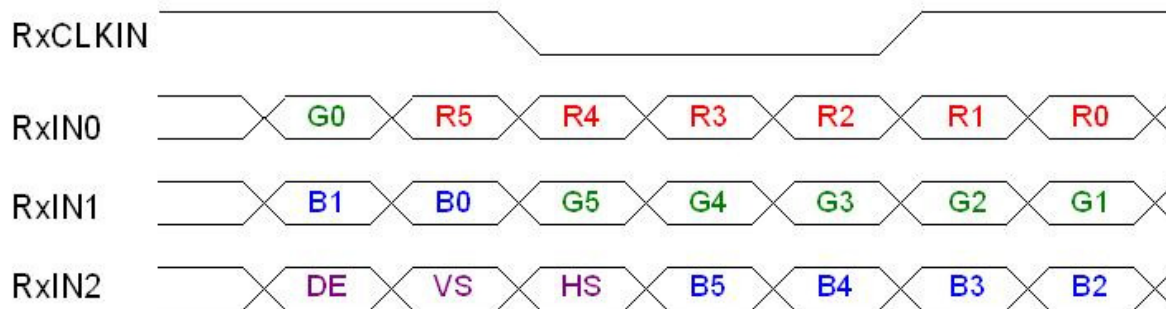 RxCLKIN
RxIN0 G0 R5 R4 R3 R2 R1 R0
RxIN1 B1 B0 G5 G4 G3 G2 G1
RxIN2 DE VS HS B5 B4 B3 B2